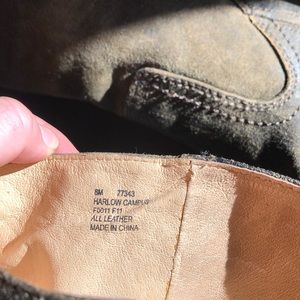 8M 77343
HARLOW CAMPUS
F0011 F11
ALL LEATHER
MADE IN CHINA